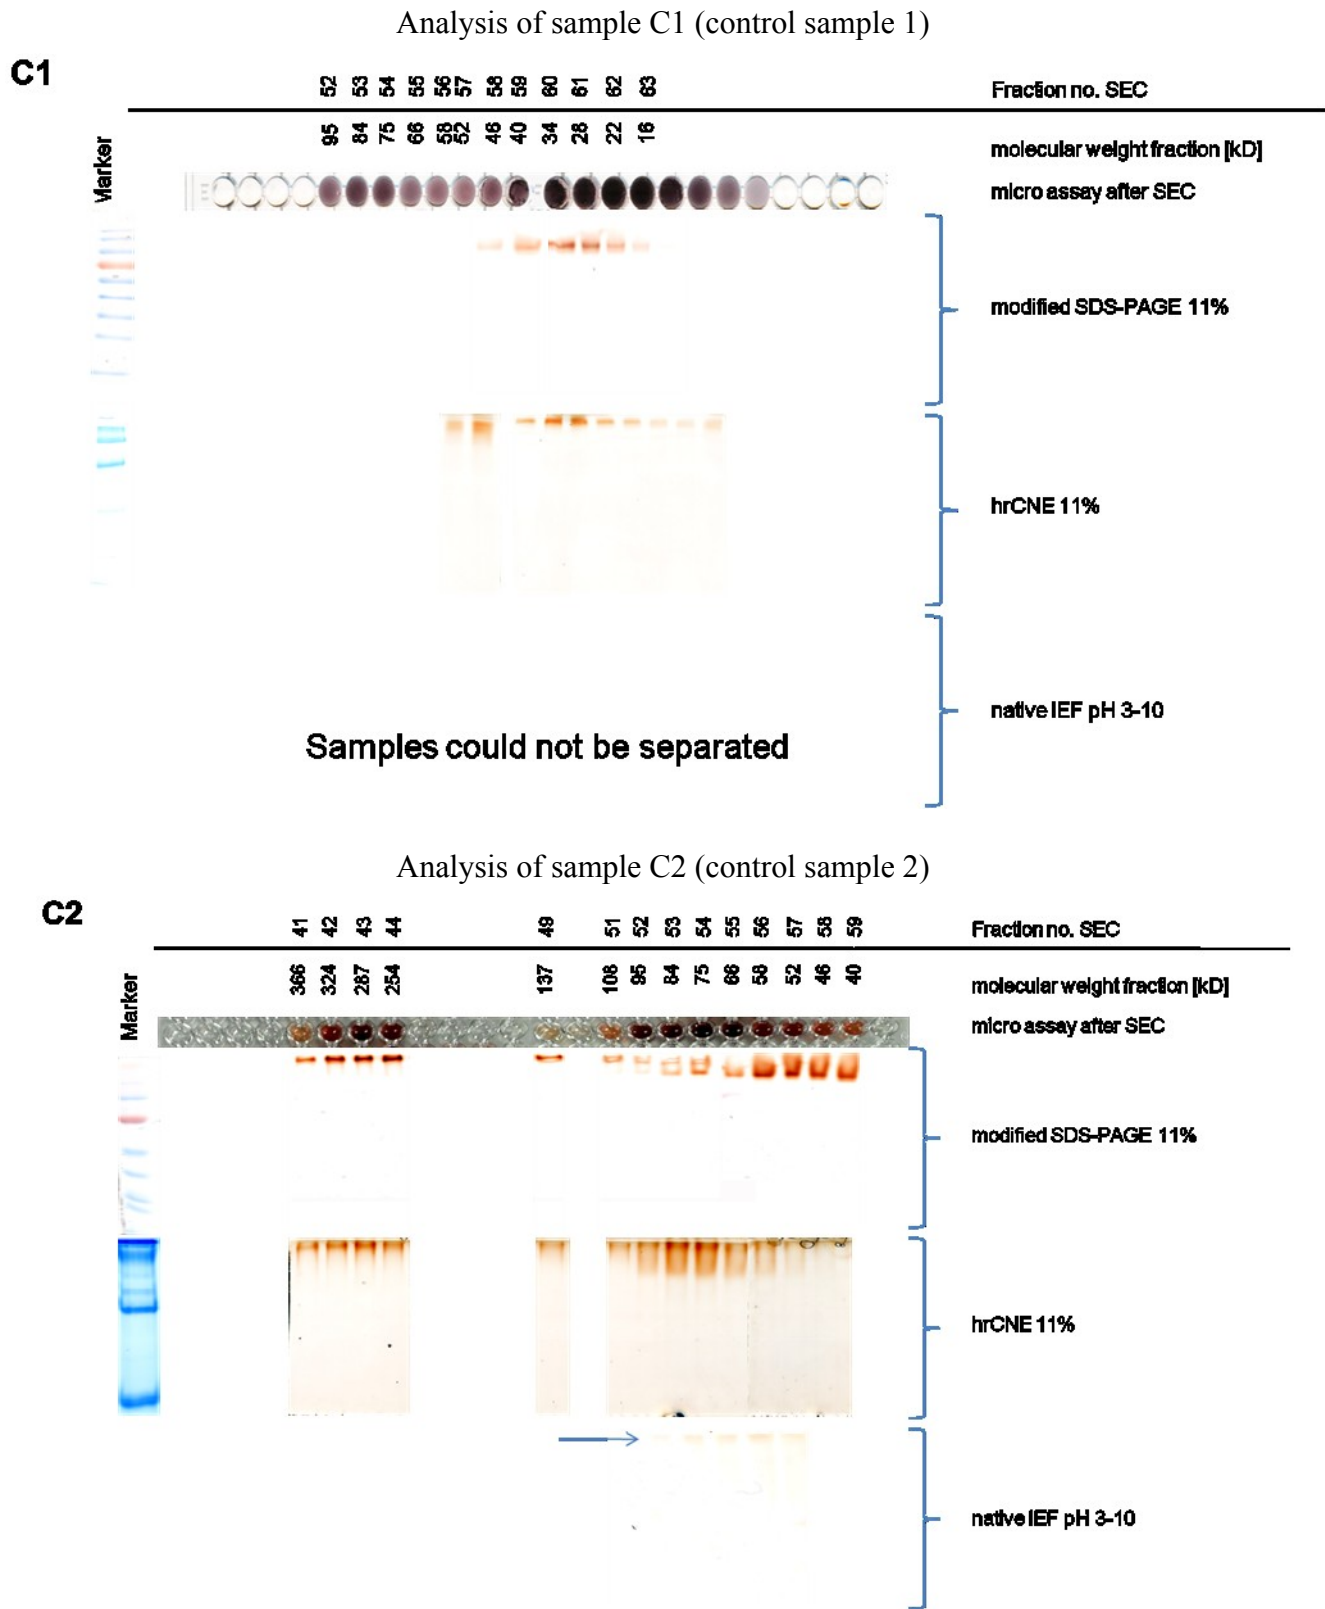 Analysis of sample C1 (control sample 1)
C1
52 53 54 55 56 57 58 59 60 61 62 63 Fraction no. SEC
95 84 75 66 58 52 46 40 34 28 22 16 molecular weight fraction [kD]
Marker
micro assay after SEC
modified SDS-PAGE 11%
hrCNE 11%
native IEF pH 3-10
Samples could not be separated
Analysis of sample C2 (control sample 2)
C2
41 42 43 44 49 51 52 53 54 55 56 57 58 59 Fraction no. SEC
366 324 287 254 137 108 95 84 75 66 58 52 46 40 molecular weight fraction [kD]
Marker
micro assay after SEC
modified SDS-PAGE 11%
hrCNE 11%
native IEF pH 3-10